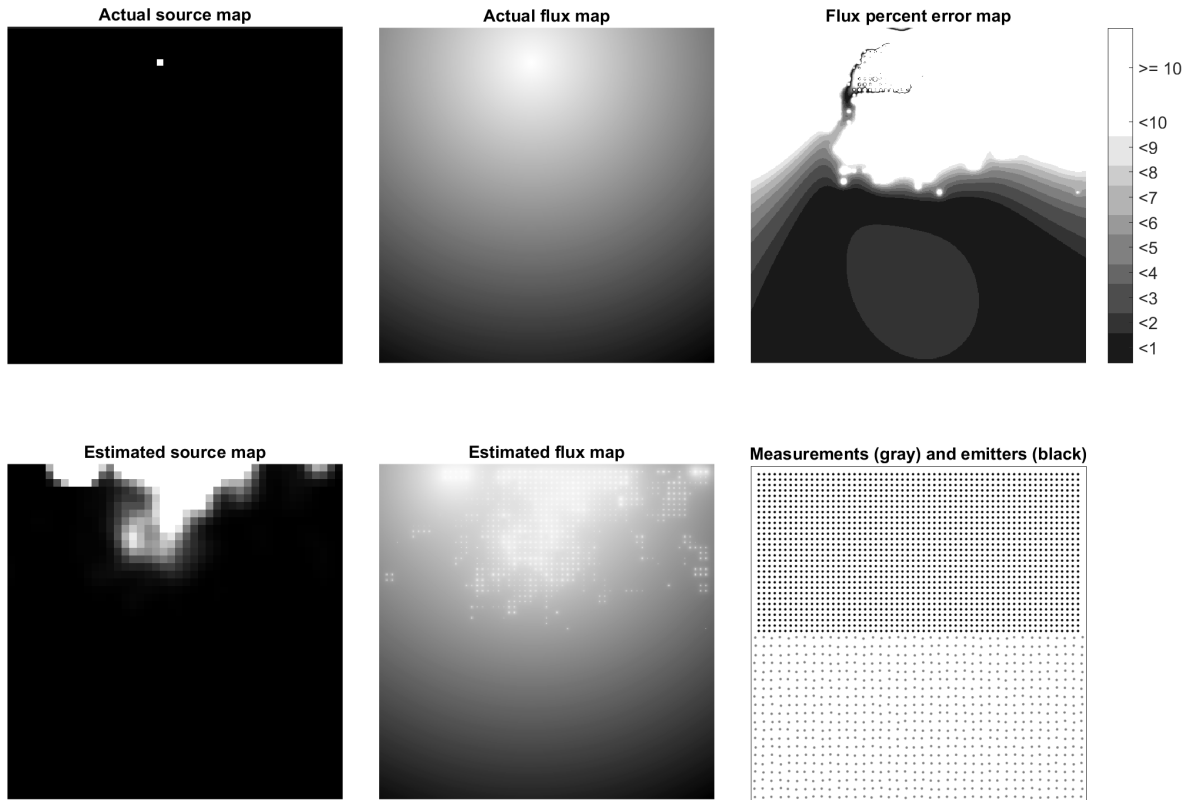 Actual source map
Actual flux map
Flux percent error map
>= 10
<10
<9
<8
<7
<6
<5
<4
<3
<2
<1
Estimated source map
Estimated flux map
Measurements (gray) and emitters (black)